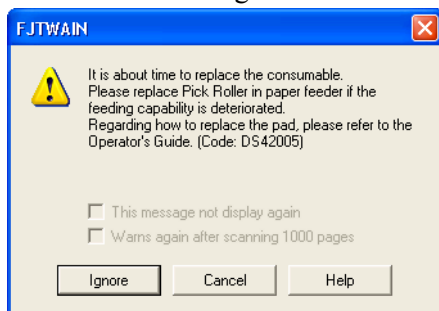 FJTWAIN
It is about time to replace the consumable.
Please replace Pick Roller in paper feeder if the
feeding capability is deteriorated.
Regarding how to replace the pad, please refer to the
Operator's Guide. (Code: DS42005)
This message not display again
Warns again after scanning 1000 pages
Ignore Cancel Help